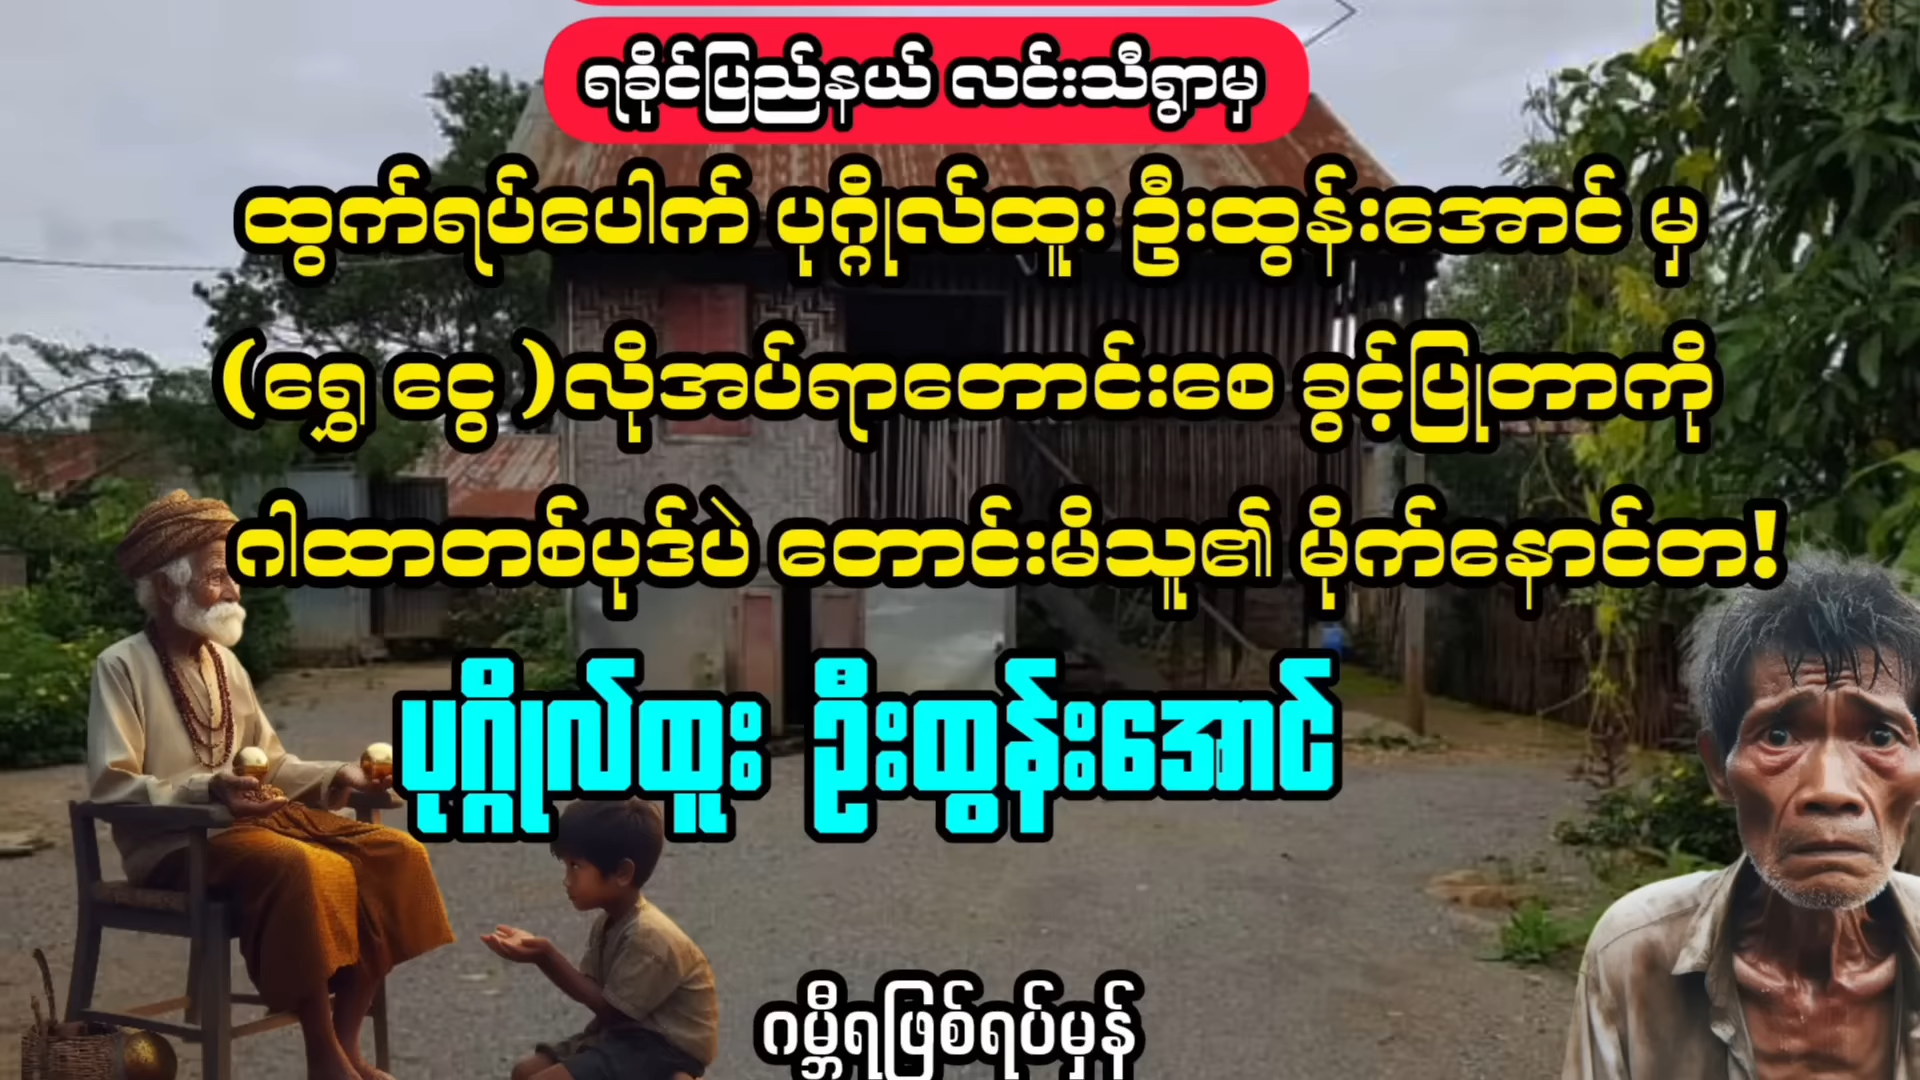 ရခိုင်ပြည်နယ် လင်းသီရွာမှ
ထွက်ရပ်ပေါက် ပုဂ္ဂိုလ်ထူး ဦးထွန်းအောင် မှ
(ရွှေ ငွေ )လိုအပ်ရာတောင်းစေ ခွင့်ပြုတာကို
ဂါထာတစ်ပုဒ်ပဲ တောင်းမိသူ၏ မိုက်နောင်တ!
ပုဂ္ဂိုလ်ထူး ဦးထွန်းအောင်
ဂမ္ဘီရဖြစ်ရပ်မှန်